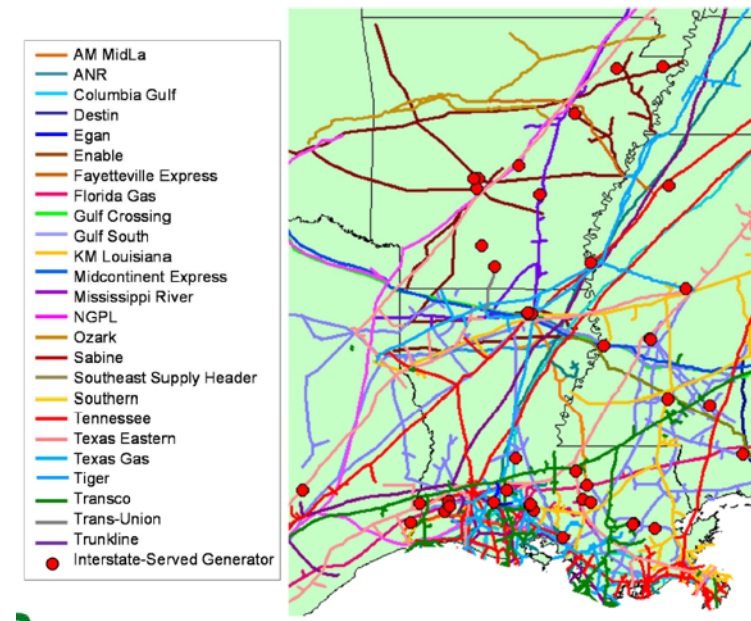 AM MidLa
ANR
Columbia Gulf
Destin
Egan
Enable
Fayetteville Express
Florida Gas
Gulf Crossing
Gulf South
KM Louisiana
Midcontinent Express
Mississippi River
NGPL
Ozark
Sabine
Southeast Supply Header
Southern
Tennessee
Texas Eastern
Texas Gas
Tiger
Transco
Trans-Union
Trunkline
Interstate-Served Generator